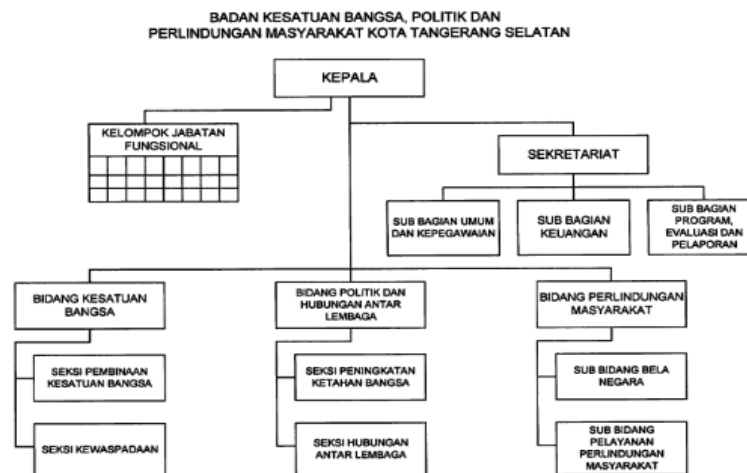 BADAN KESATUAN BANGSA, POLITIK DAN
PERLINDUNGAN MASYARAKAT KOTA TANGERANG SELATAN
KEPALA
KELOMPOK JABATAN
FUNGSIONAL
SEKRETARIAT
SUB BAGIAN UMUM
DAN KEPEGAWAIAN
SUB BAGIAN
KEUANGAN
SUB BAGIAN
PROGRAM,
EVALUASI DAN
PELAPORAN
BIDANG KESATUAN
BANGSA
BIDANG POLITIK DAN
HUBUNGAN ANTAR
LEMBAGA
BIDANG PERLINDUNGAN
MASYARAKAT
SEKSI PEMBINAAN
KESATUAN BANGSA
SEKSI PENINGKATAN
KETAHAN BANGSA
SUB BIDANG BELA
NEGARA
SEKSI KEWASPADAAN
SEKSI HUBUNGAN
ANTAR LEMBAGA
SUB BIDANG
PELAYANAN
PERLINDUNGAN
MASYARAKAT